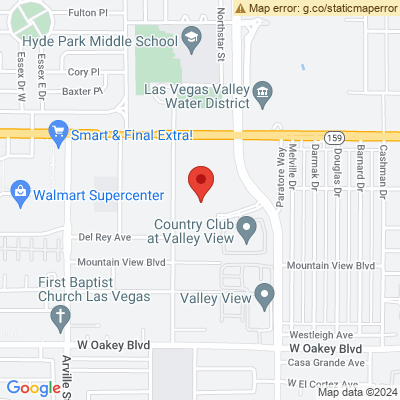 Map error: g.co/staticmaperror
Fulton Pl
Northstar St
Hyde Park Middle School
Essex Dr W
Essex E Dr
Cory Pl
Baxter Pl
Las Vegas Valley
Water District
Smart & Final Extra!
159
Paratore Way
Melville Dr
Darmak Dr
Douglas Dr
Barnard Dr
Cashman Dr
Walmart Supercenter
Country Club
at Valley View
Del Rey Ave
Mountain View Blvd
Mountain View Blvd
First Baptist
Church Las Vegas
Valley View
Westleigh Ave
W Oakey Blvd
W Oakey Blvd
Casa Grande Ave
Arville St
W El Cortez Ave
Google
Map data ©2024